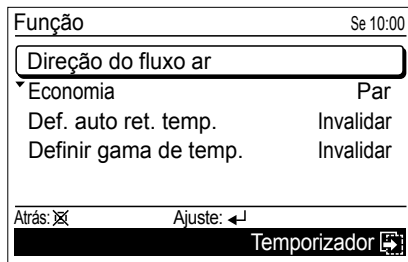 Função Se 10:00
Direção do fluxo ar
Economia Par
Def. auto ret. temp. Invalidar
Definir gama de temp. Invalidar
Atrás: Ajuste:
Temporizador